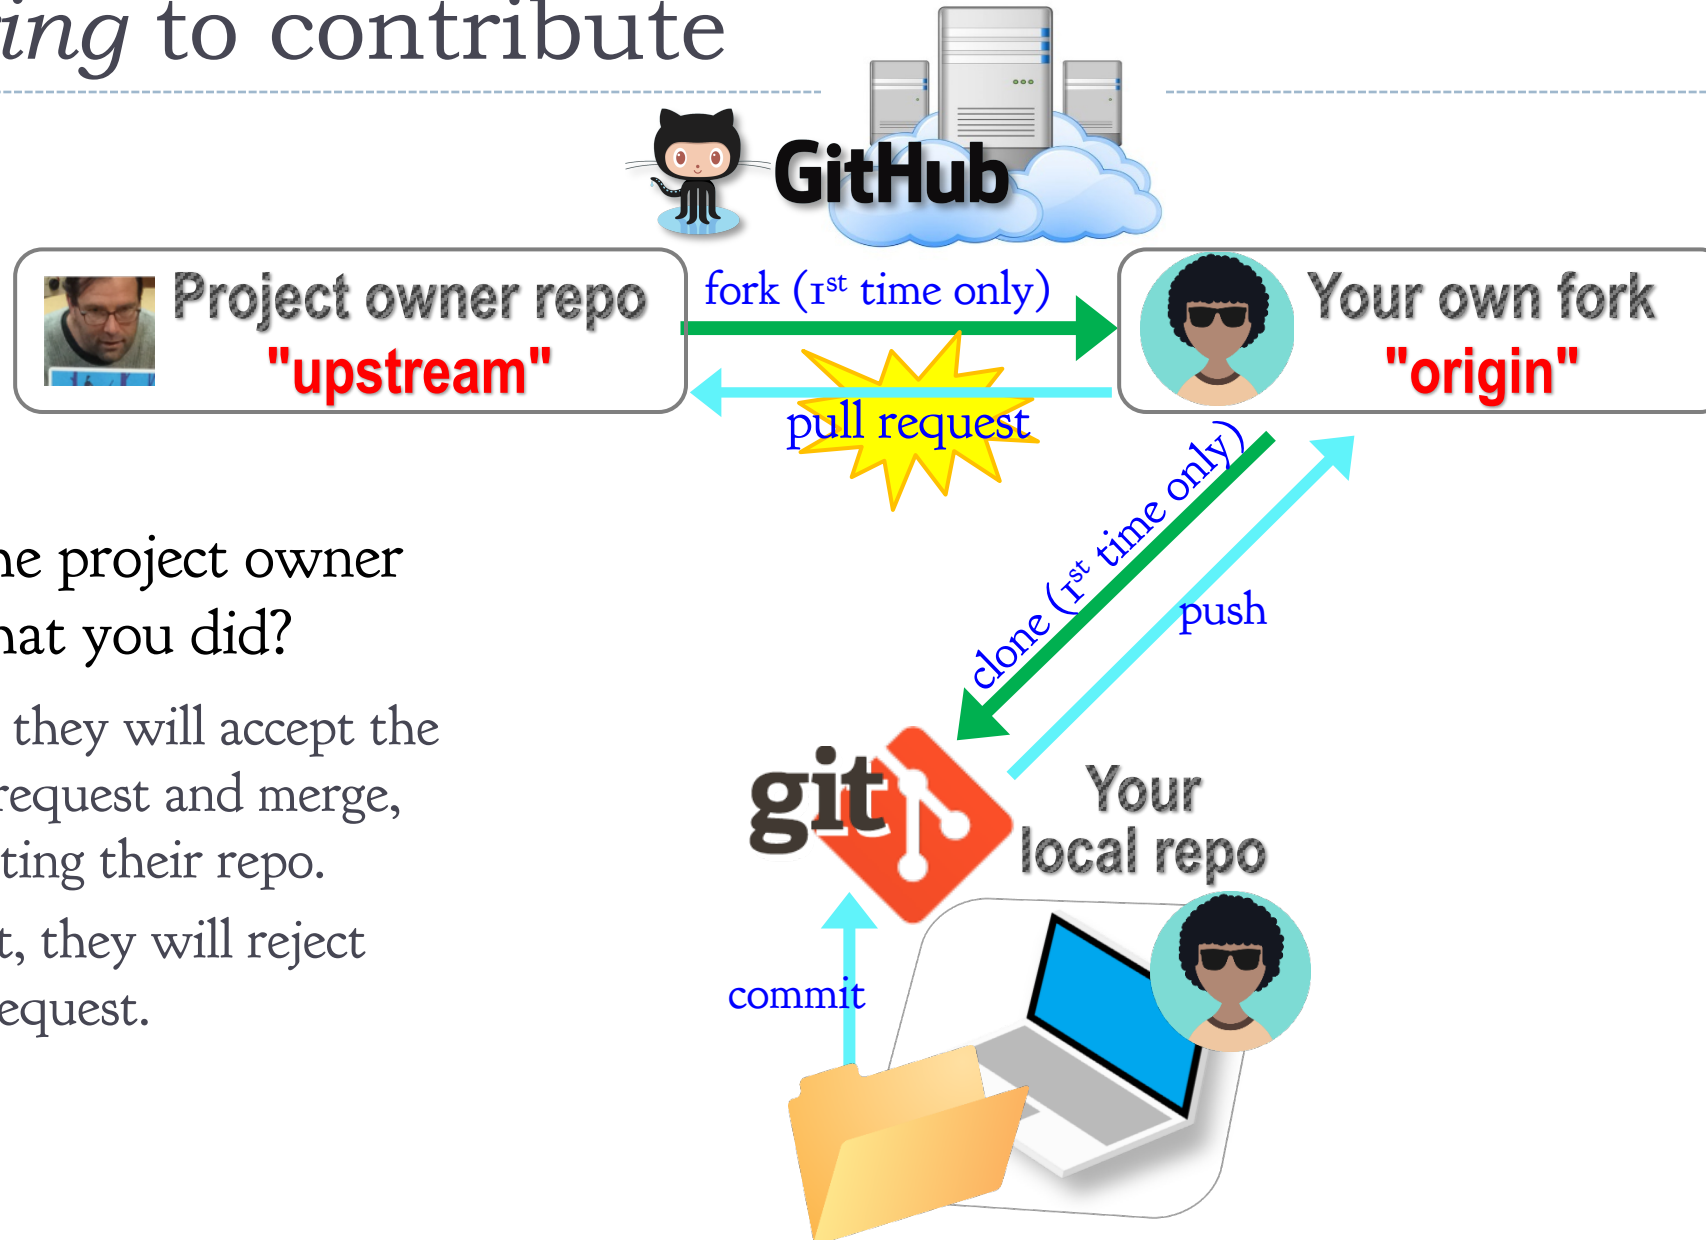 ing to contribute
GitHub
Project owner repo
"upstream"
fork (1st time only)
pull request
Your own fork
"origin"
clone (1st time only)
push
he project owner
hat you did?
they will accept the
request and merge,
ting their repo.
t, they will reject
equest.
git
Your
local repo
commit